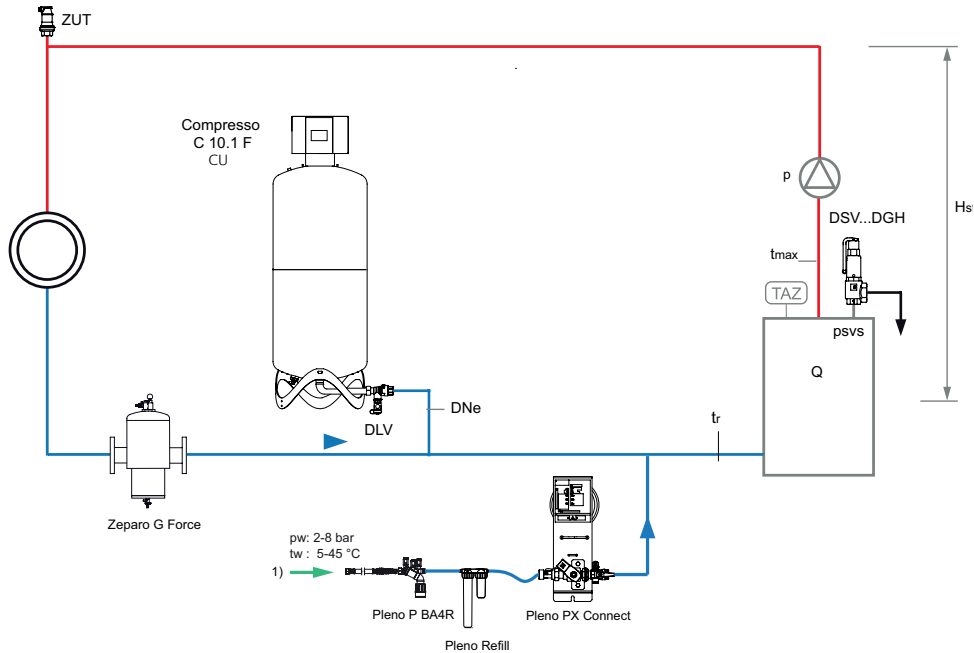 ZUT
Compresso
C 10.1 F
CU
p
Hs
DSV...DGH
tmax
TAZ
psvs
Q
DNe
DLV
tr
Zeparo G Force
pw: 2-8 bar
tw : 5-45 °C
1)
Pleno P BA4R
Pleno PX Connect
Pleno Refill